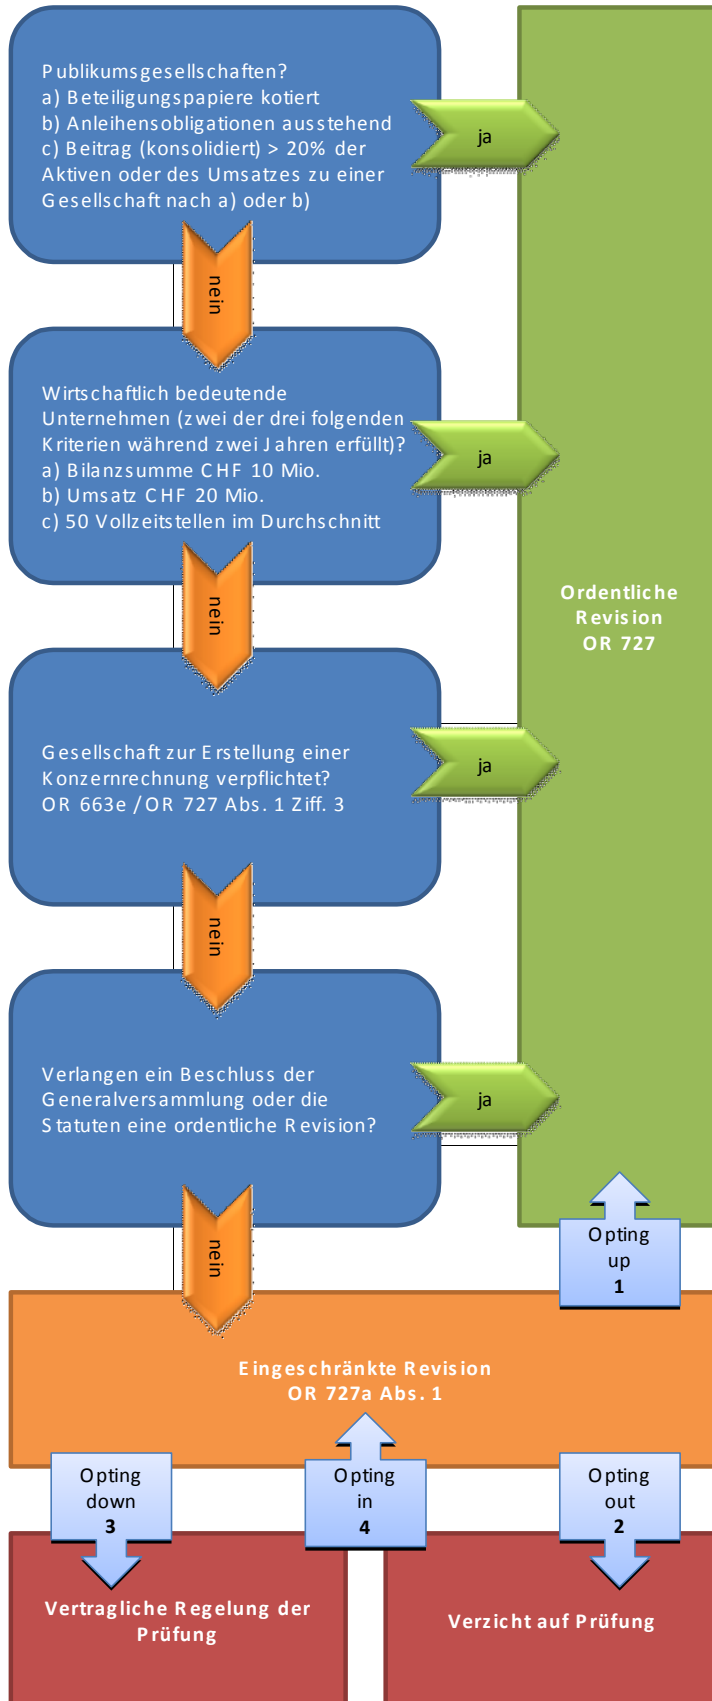 Publikumsgesellschaften?
a) Beteiligungspapiere kotiert
b) Anleihensobligationen ausstehend
c) Beitrag (konsolidiert) > 20% der
Aktiven oder des Umsatzes zu einer
Gesellschaft nach a) oder b)
ja
nein
Wirtschaftlich bedeutende
Unternehmen (zwei der drei folgenden
Kriterien während zwei Jahren erfüllt)?
a) Bilanzsumme CHF 10 Mio.
b) Umsatz CHF 20 Mio.
c) 50 Vollzeitstellen im Durchschnitt
ja
nein
Ordentliche
Revision
OR 727
Gesellschaft zur Erstellung einer
Konzernrechnung verpflichtet?
OR 663e / OR 727 Abs. 1 Ziff. 3
ja
nein
Verlangen ein Beschluss der
Generalversammlung oder die
Statuten eine ordentliche Revision?
ja
nein
Opting
up
1
Eingeschränkte Revision
OR 727a Abs. 1
Opting
down
3
Opting
in
4
Opting
out
2
Vertragliche Regelung der
Prüfung
Verzicht auf Prüfung